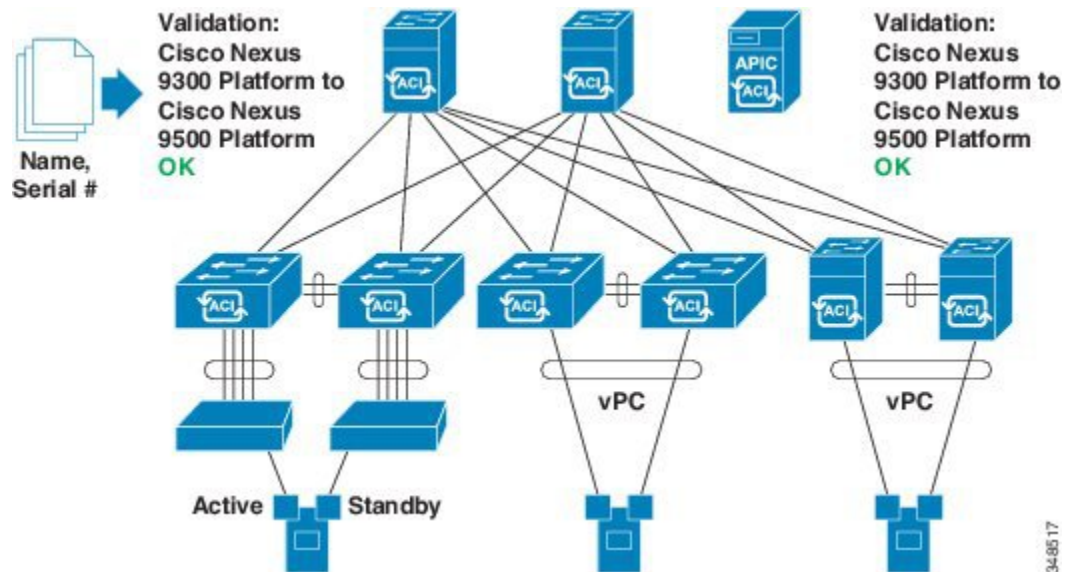 Validation:
Cisco Nexus
9300 Platform to
Cisco Nexus
9500 Platform
OK
Name,
Serial #
ACI
ACI
APIC
ACI
Validation:
Cisco Nexus
9300 Platform to
Cisco Nexus
9500 Platform
OK
ACI
ACI
ACI
ACI
ACI
ACI
vPC
vPC
Active
Standby
348517